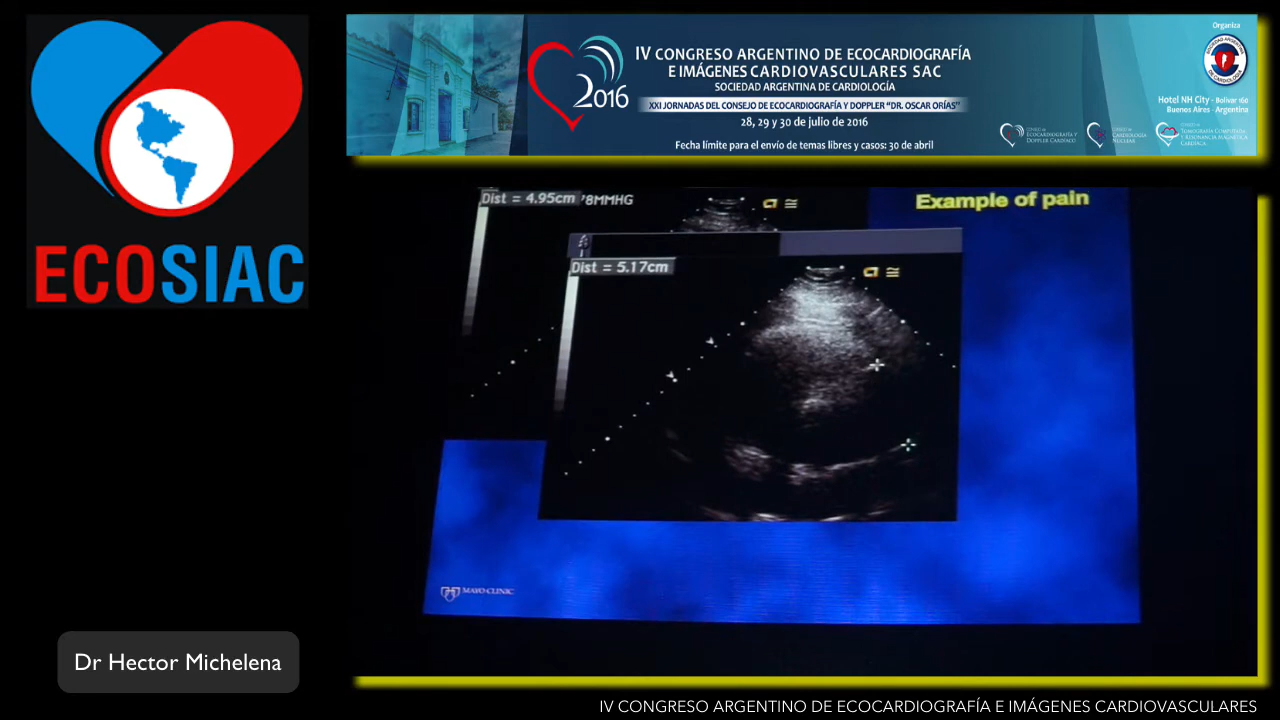 ECOSIAC
2016
IV CONGRESO ARGENTINO DE ECOCARDIOGRAFÍA
E IMÁGENES CARDIOVASCULARES SAC
SOCIEDAD ARGENTINA DE CARDIOLOGÍA
XXI JORNADAS DEL CONSEJO DE ECOCARDIOGRAFÍA Y DOPPLER "DR. OSCAR ORÍAS"
28, 29 y 30 de julio de 2016
Fecha límite para el envío de temas libres y casos: 30 de abril
Organiza
Hotel NH City - Bolívar 160
Buenos Aires - Argentina
Dist = 4.95cm
78MMHG
Example of pain
Dist = 5.17cm
MAYO CLINIC
Dr Hector Michelena
IV CONGRESO ARGENTINO DE ECOCARDIOGRAFÍA E IMÁGENES CARDIOVASCULARES